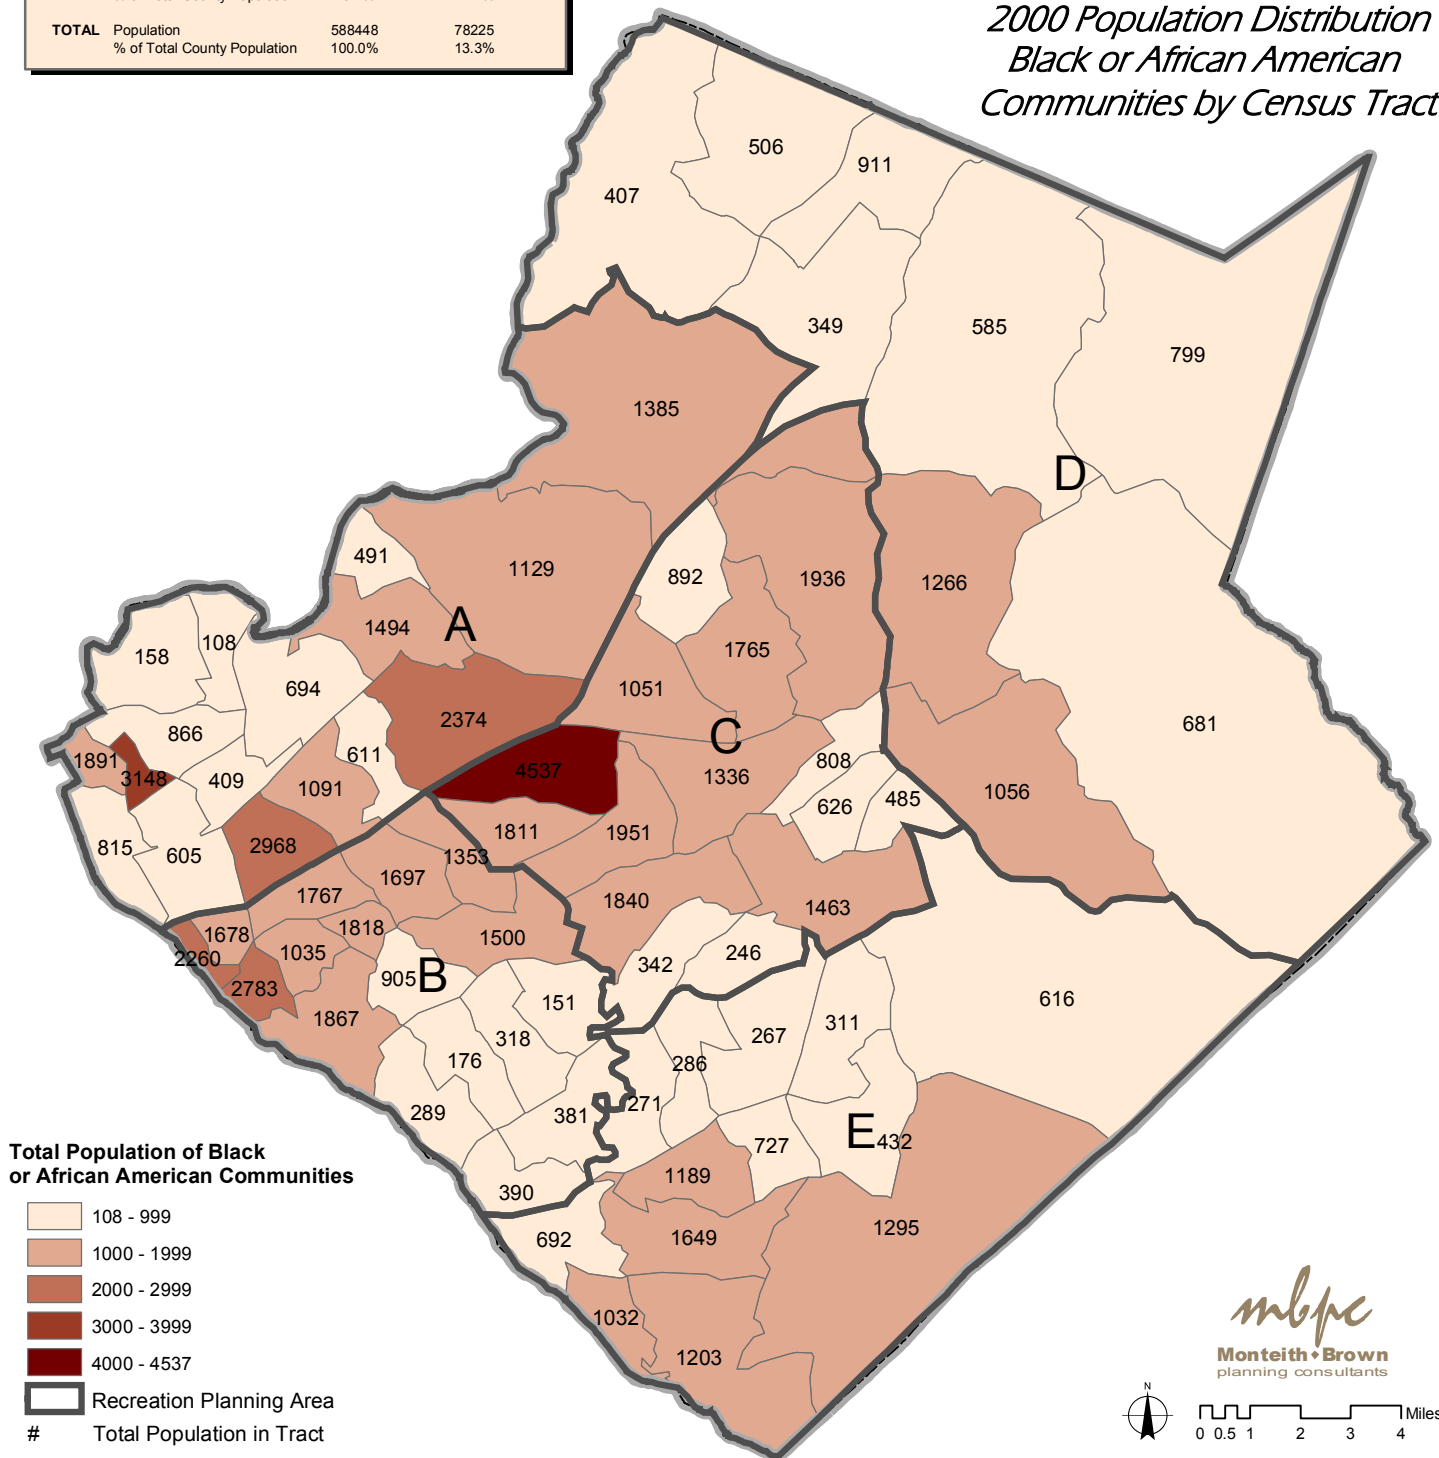 TOTAL Population 588448 78225
% of Total County Population 100.0% 13.3%
2000 Population Distribution
Black or African American
Communities by Census Tract
506
911
407
349
585
799
1385
D
491
1129
892
1936
1266
A
1494
158
108
1765
694
1051
2374
681
866
C
611
1891
3148
409
4537
808
1336
1091
626
485
1056
1811
1951
815
605
2968
1353
1697
1767
1840
1463
1678
1818
1500
2260
1035
246
342
905
B
2783
151
616
1867
311
318
267
176
286
271
289
381
727
E
432
1189
390
1295
692
1649
1032
1203
Total Population of Black
or African American Communities
108 - 999
1000 - 1999
2000 - 2999
3000 - 3999
4000 - 4537
Recreation Planning Area
# Total Population in Tract
mbpc
Monteith Brown
planning consultants
N
Miles
0 0.5 1 2 3 4